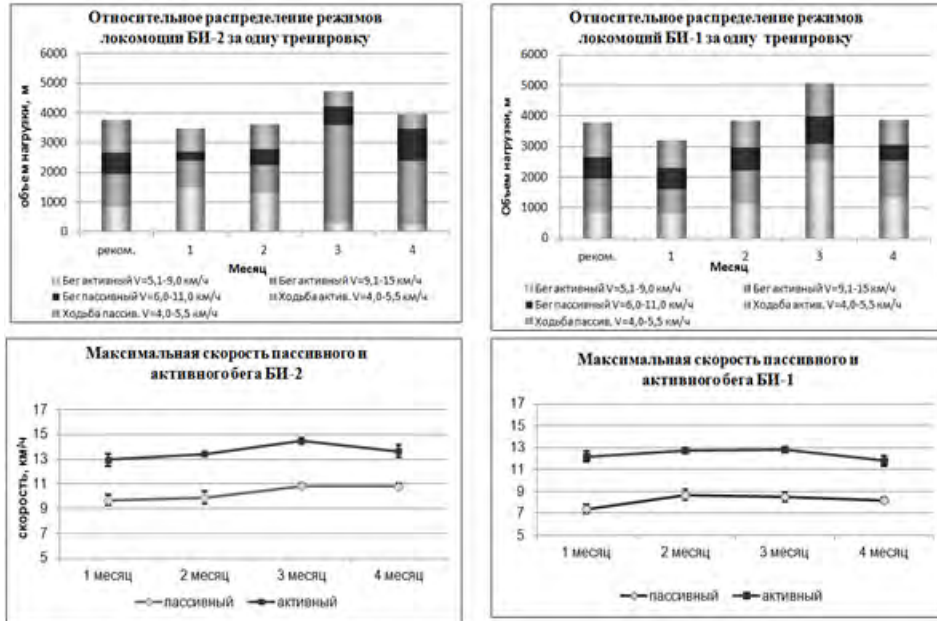 Относительное распределение режимов
локомоции БИ-2 за одну тренировку
объем нагрузки, м
6000
5000
4000
3000
2000
1000
0
реком. 1 2 3 4
Месяц
Бег активный V=5,1-9,0 км/ч Бег активный V=9,1-15 км/ч
Бег пассивный V=6,0-11,0 км/ч Ходьба актив. V=4,0-5,5 км/ч
Ходьба пассив. V=4,0-5,5 км/ч
Относительное распределение режимов
локомоций БИ-1 за одну тренировку
Объем нагрузки, м
6000
5000
4000
3000
2000
1000
0
реком. 1 2 3 4
Месяц
Бег активный V=5,1-9,0 км/ч Бег активный V=9,1-15 км/ч
Бег пассивный V=6,0-11,0 км/ч Ходьба актив. V=4,0-5,5 км/ч
Ходьба пассив. V=4,0-5,5 км/ч
Максимальная скорость пассивного и
активного бега БИ-2
скорость, км/ч
17
15
13
11
9
7
5
1 месяц 2 месяц 3 месяц 4 месяц
пассивный активный
Максимальная скорость пассивного и
активного бега БИ-1
17
15
13
11
9
7
5
1 месяц 2 месяц 3 месяц 4 месяц
пассивный активный